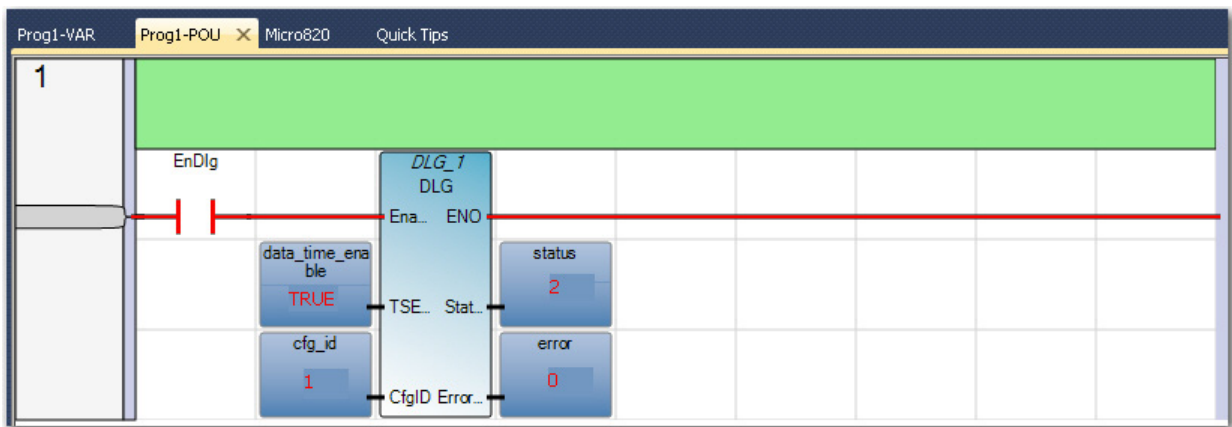 Prog1-VAR Prog1-POU Micro820 Quick Tips
1
EnDlg
DLG_1
DLG
Ena... ENO
data_time_ena
ble
TRUE
status
2
TSE... Stat...
cfg_id
1
error
0
CfgID Error...